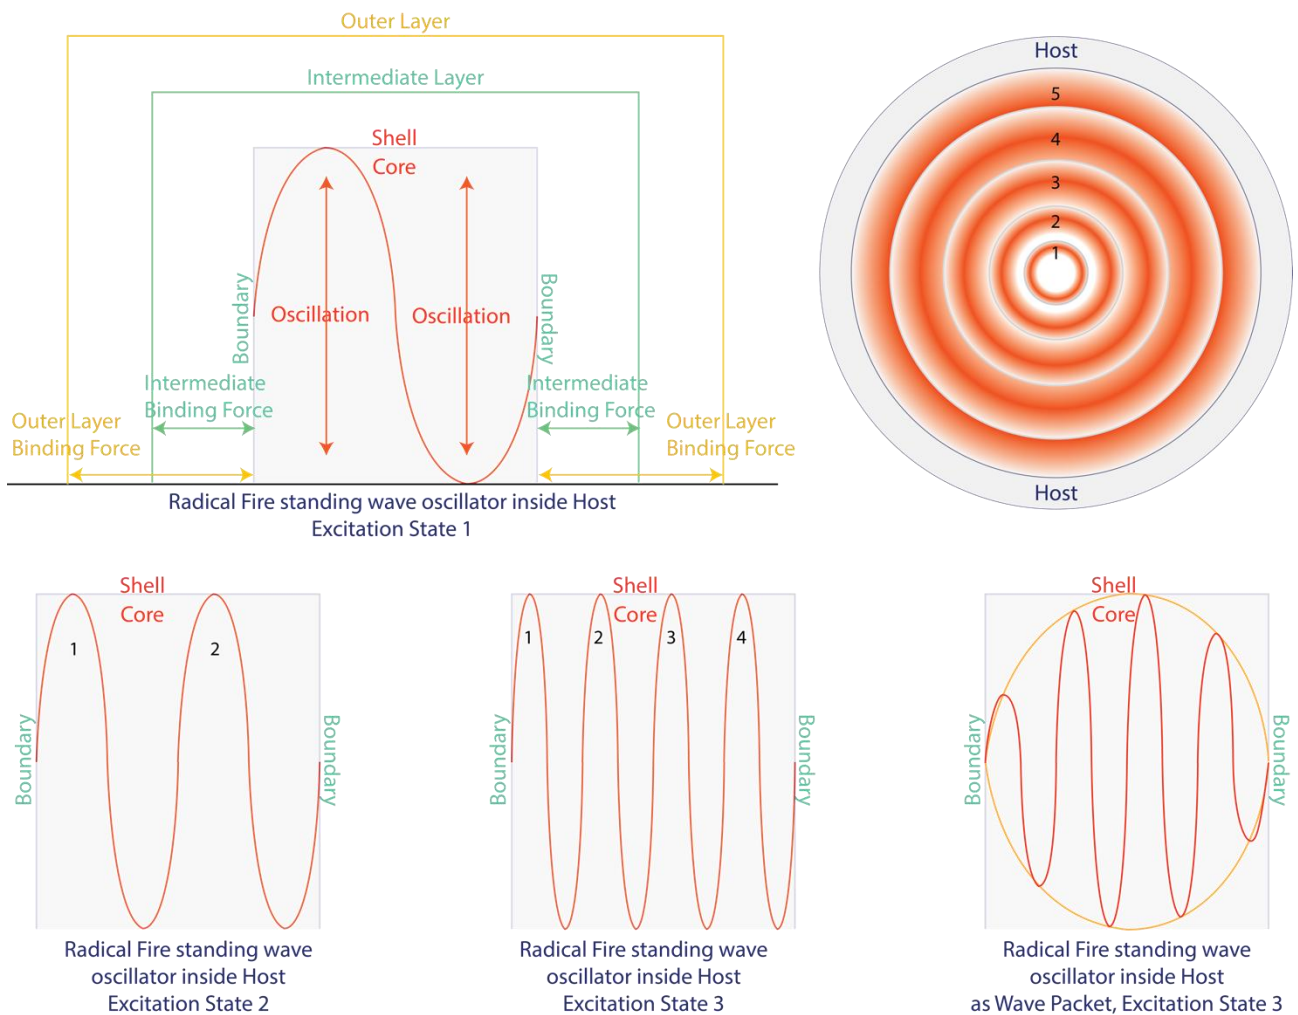 Outer Layer
Intermediate Layer
Shell
Core
Boundary
Boundary
Oscillation
Oscillation
Intermediate
Binding Force
Intermediate
Binding Force
Outer Layer
Binding Force
Outer Layer
Binding Force
Radical Fire standing wave oscillator inside Host
Excitation State 1
Host
5
4
3
2
1
Host
Shell
Core
1
2
Boundary
Boundary
Radical Fire standing wave
oscillator inside Host
Excitation State 2
Shell
Core
1
2
3
4
Boundary
Boundary
Radical Fire standing wave
oscillator inside Host
Excitation State 3
Shell
Core
Boundary
Boundary
Radical Fire standing wave
oscillator inside Host
as Wave Packet, Excitation State 3